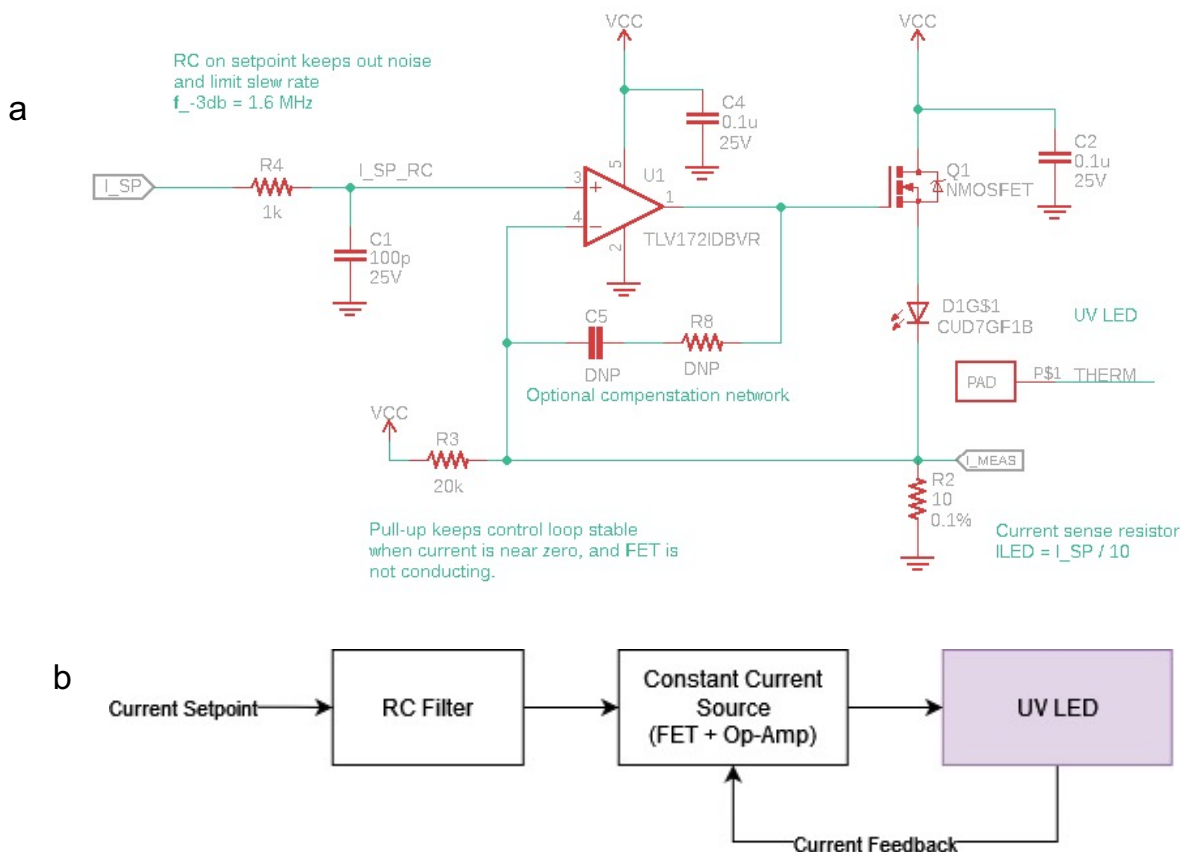 a
RC on setpoint keeps out noise
and limit slew rate
f_-3db = 1.6 MHz
VCC
VCC
C4
0.1u
25V
C2
0.1u
25V
I_SP
R4
1k
I_SP_RC
C1
100p
25V
3
4
5
2
1
U1
TLV172IDBVR
Q1
NMOSFET
C5
DNP
R8
DNP
Optional compenstation network
D1G$1
CUD7GF1B
UV LED
PAD
P$1
THERM
VCC
R3
20k
I_MEAS
R2
10
0.1%
Pull-up keeps control loop stable
when current is near zero, and FET is
not conducting.
Current sense resistor
ILED = I_SP / 10
b
Current Setpoint
RC Filter
Constant Current
Source
(FET + Op-Amp)
UV LED
Current Feedback